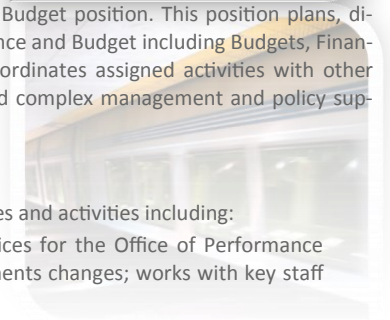 Budget position. This position plans, di-
nce and Budget including Budgets, Finan-
ordinates assigned activities with other
d complex management and policy sup-
es and activities including:
ices for the Office of Performance
ents changes; works with key staff